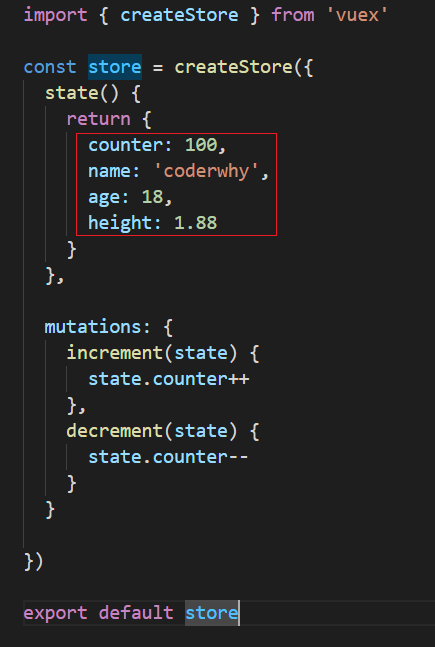 import { createStore } from 'vuex'
const store = createStore({
  state() {
    return {
      counter: 100,
      name: 'coderwhy',
      age: 18,
      height: 1.88
    }
  },
  mutations: {
    increment(state) {
      state.counter++
    },
    decrement(state) {
      state.counter--
    }
  }
})
export default store